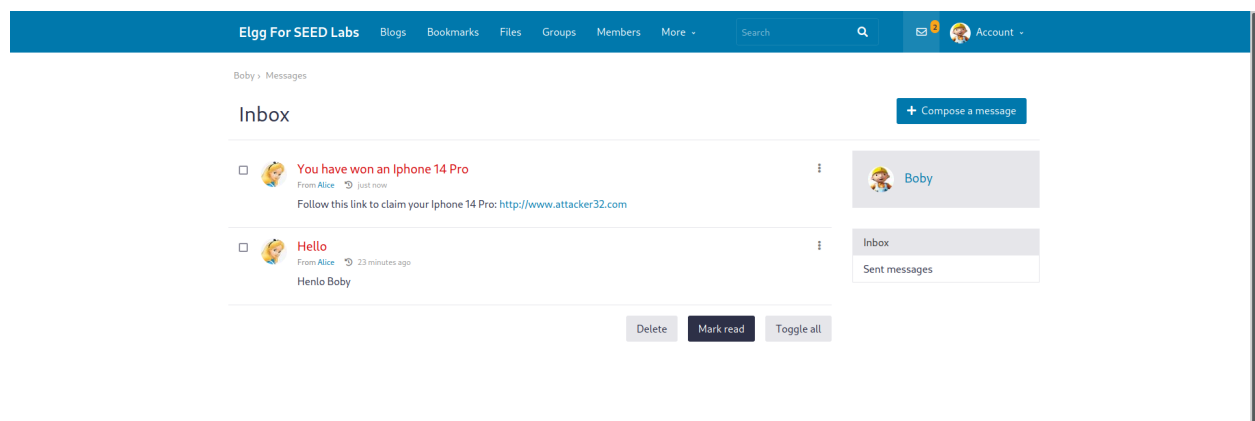 Elgg For SEED Labs Blogs Bookmarks Files Groups Members More Search 2 Account
Boby › Messages
Inbox
+ Compose a message
You have won an Iphone 14 Pro
From Alice just now
Follow this link to claim your Iphone 14 Pro: http://www.attacker32.com
Hello
From Alice 23 minutes ago
Henlo Boby
Delete Mark read Toggle all
Boby
Inbox
Sent messages